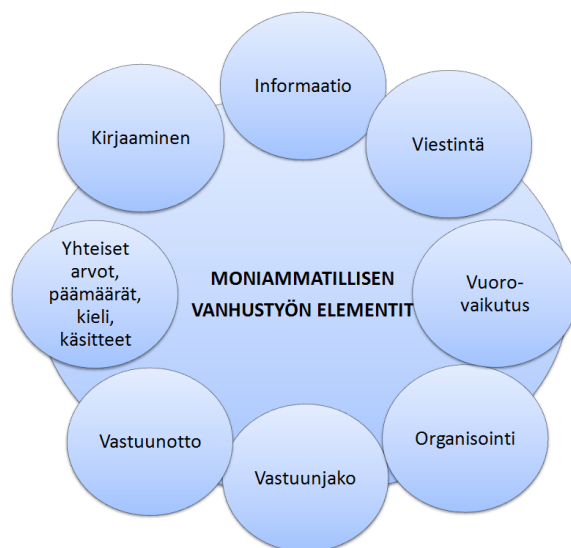 Informaatio
Viestintä
Vuoro-
vaikutus
Organisointi
Vastuunjako
Vastuunotto
Yhteiset
arvot,
päämäärät,
kieli,
käsitteet
Kirjaaminen
MONIAMMATILLISEN
VANHUSTYÖN ELEMENTIT